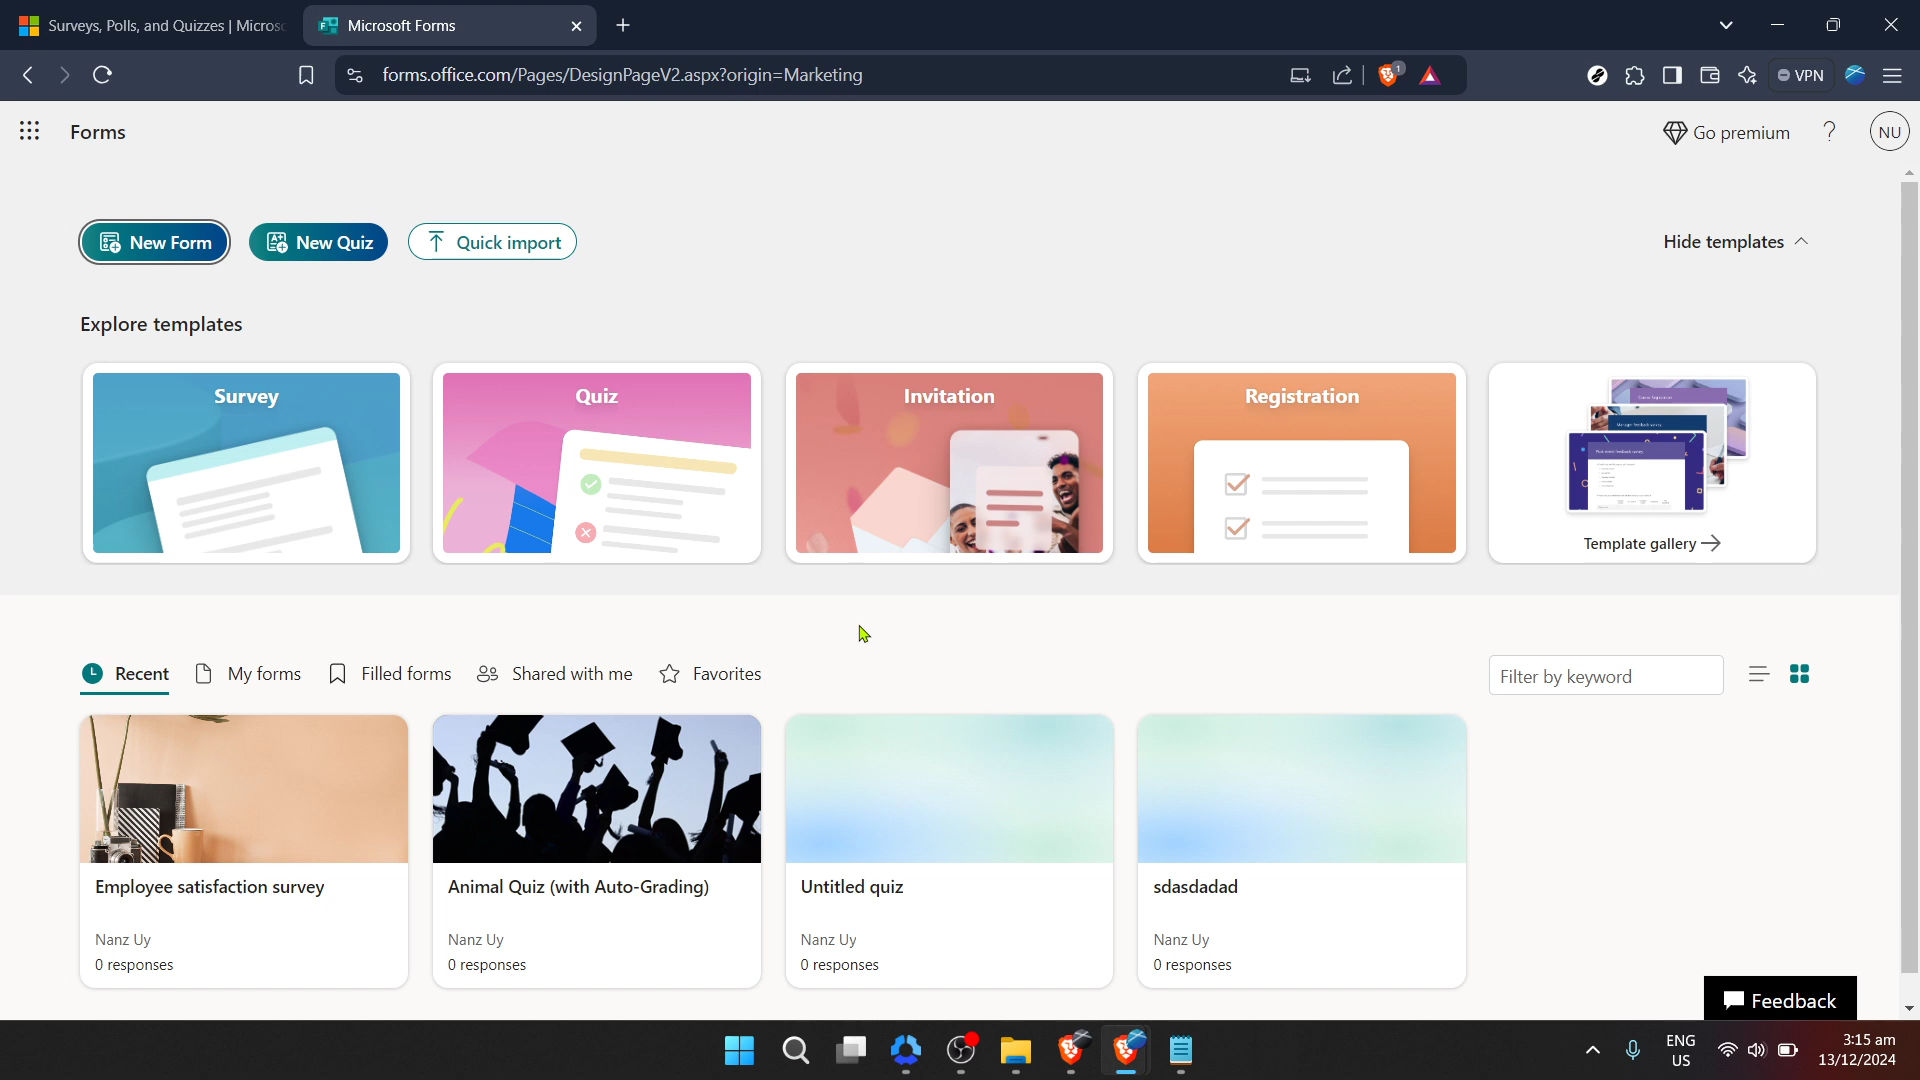 Surveys, Polls, and Quizzes | Micros
Microsoft Forms
forms.office.com/Pages/DesignPageV2.aspx?origin=Marketing
1
VPN
Forms
Go premium
?
NU
New Form
New Quiz
Quick import
Hide templates
Explore templates
Survey
Quiz
Invitation
Registration
Template gallery
Recent
My forms
Filled forms
Shared with me
Favorites
Filter by keyword
Employee satisfaction survey
Nanz Uy
0 responses
Animal Quiz (with Auto-Grading)
Nanz Uy
0 responses
Untitled quiz
Nanz Uy
0 responses
sdasdadad
Nanz Uy
0 responses
Feedback
ENG
US
3:15 am
13/12/2024